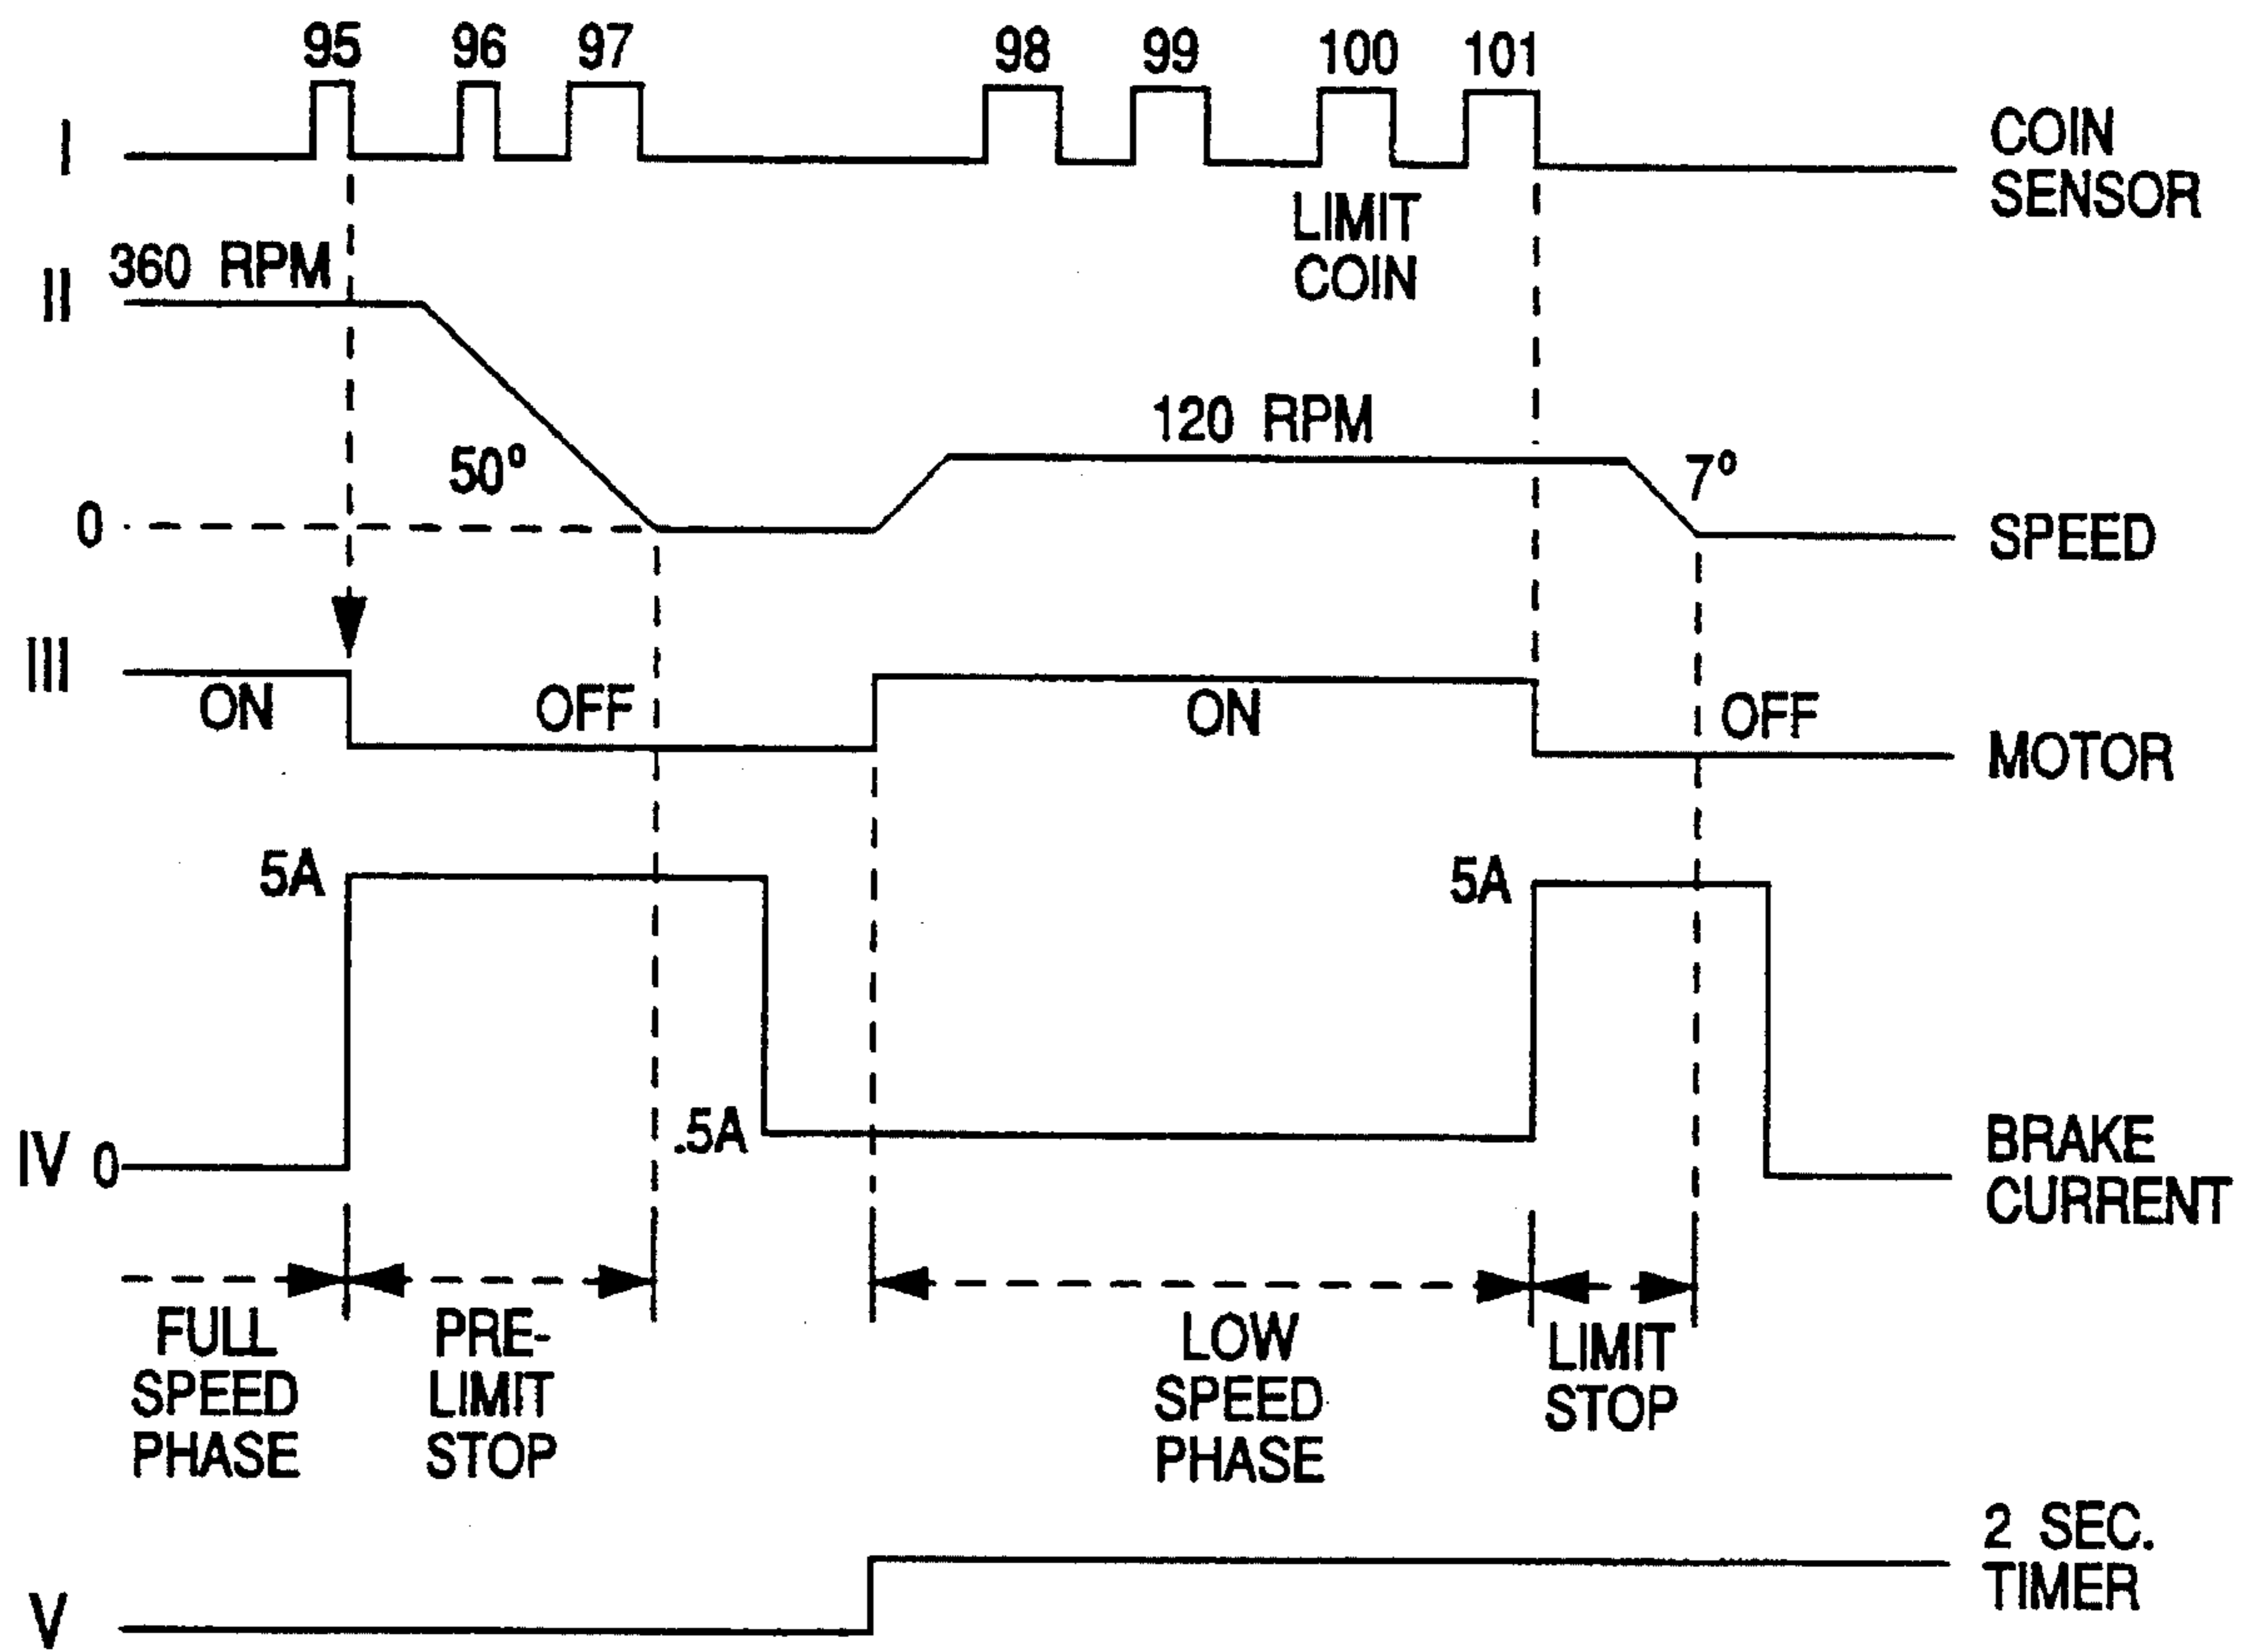 95 96 97 98 99 100 101
I
COIN
SENSOR
LIMIT
COIN
II 360 RPM
120 RPM
50°
7°
0
SPEED
III
ON OFF ON OFF
MOTOR
5A 5A
.5A
IV 0
BRAKE
CURRENT
FULL
SPEED
PHASE
PRE-
LIMIT
STOP
LOW
SPEED
PHASE
LIMIT
STOP
2 SEC.
TIMER
V